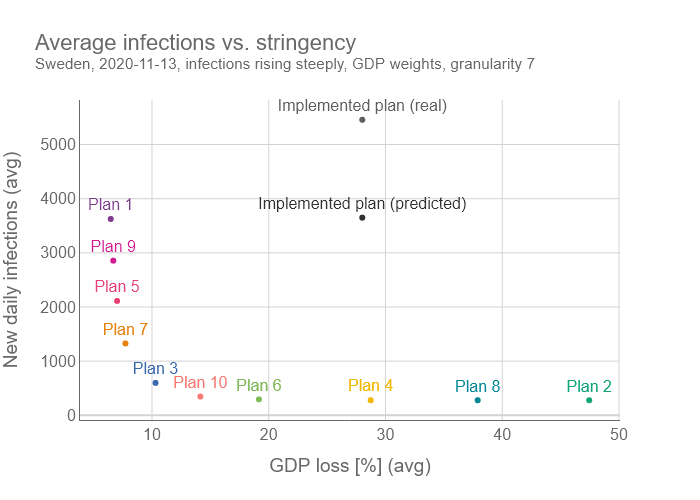 Average infections vs. stringency
Sweden, 2020-11-13, infections rising steeply, GDP weights, granularity 7
Implemented plan (real)
5000
4000
Plan 1
Implemented plan (predicted)
Plan 9
3000
Plan 5
2000
Plan 7
1000
Plan 3
Plan 10
Plan 6
Plan 4
Plan 8
Plan 2
0
10
20
30
40
50
New daily infections (avg)
GDP loss [%] (avg)